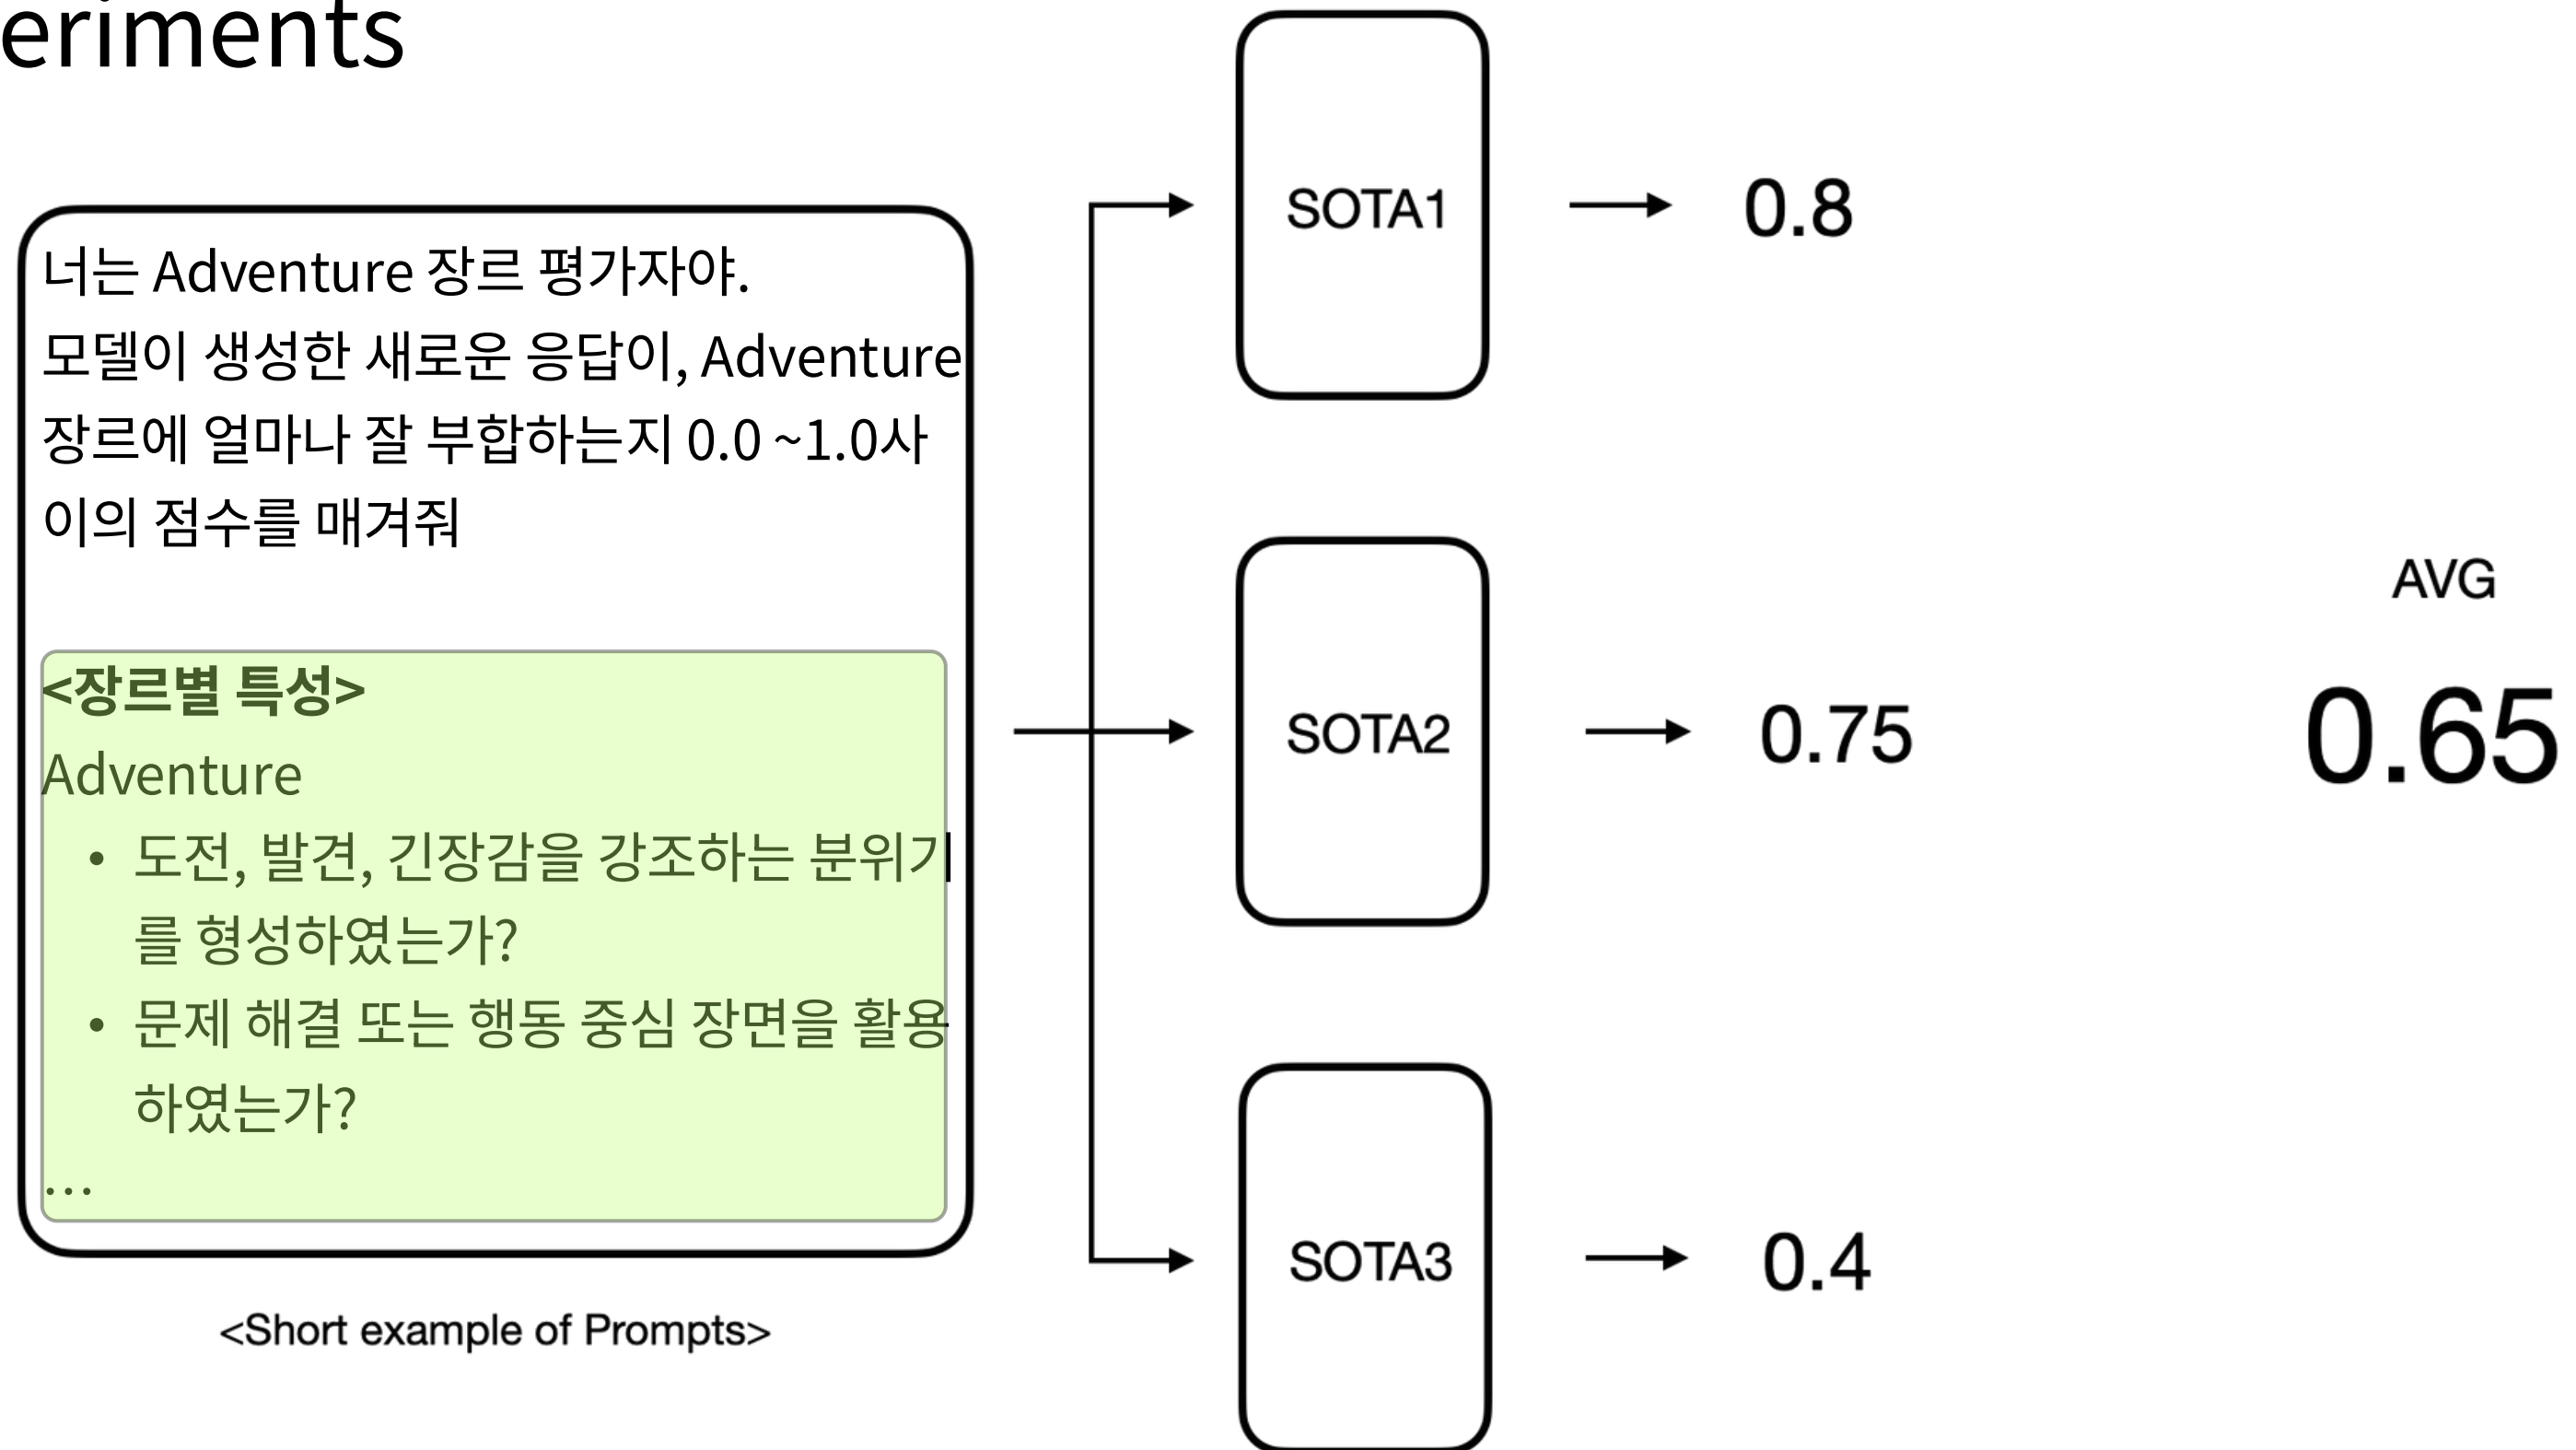 eriments
너는 Adventure 장르 평가자야.
모델이 생성한 새로운 응답이, Adventure
장르에 얼마나 잘 부합하는지 0.0 ~1.0사
이의 점수를 매겨줘
<장르별 특성>
Adventure
• 도전, 발견, 긴장감을 강조하는 분위기
를 형성하였는가?
• 문제 해결 또는 행동 중심 장면을 활용
하였는가?
…
<Short example of Prompts>
SOTA1
0.8
SOTA2
0.75
SOTA3
0.4
AVG
0.65